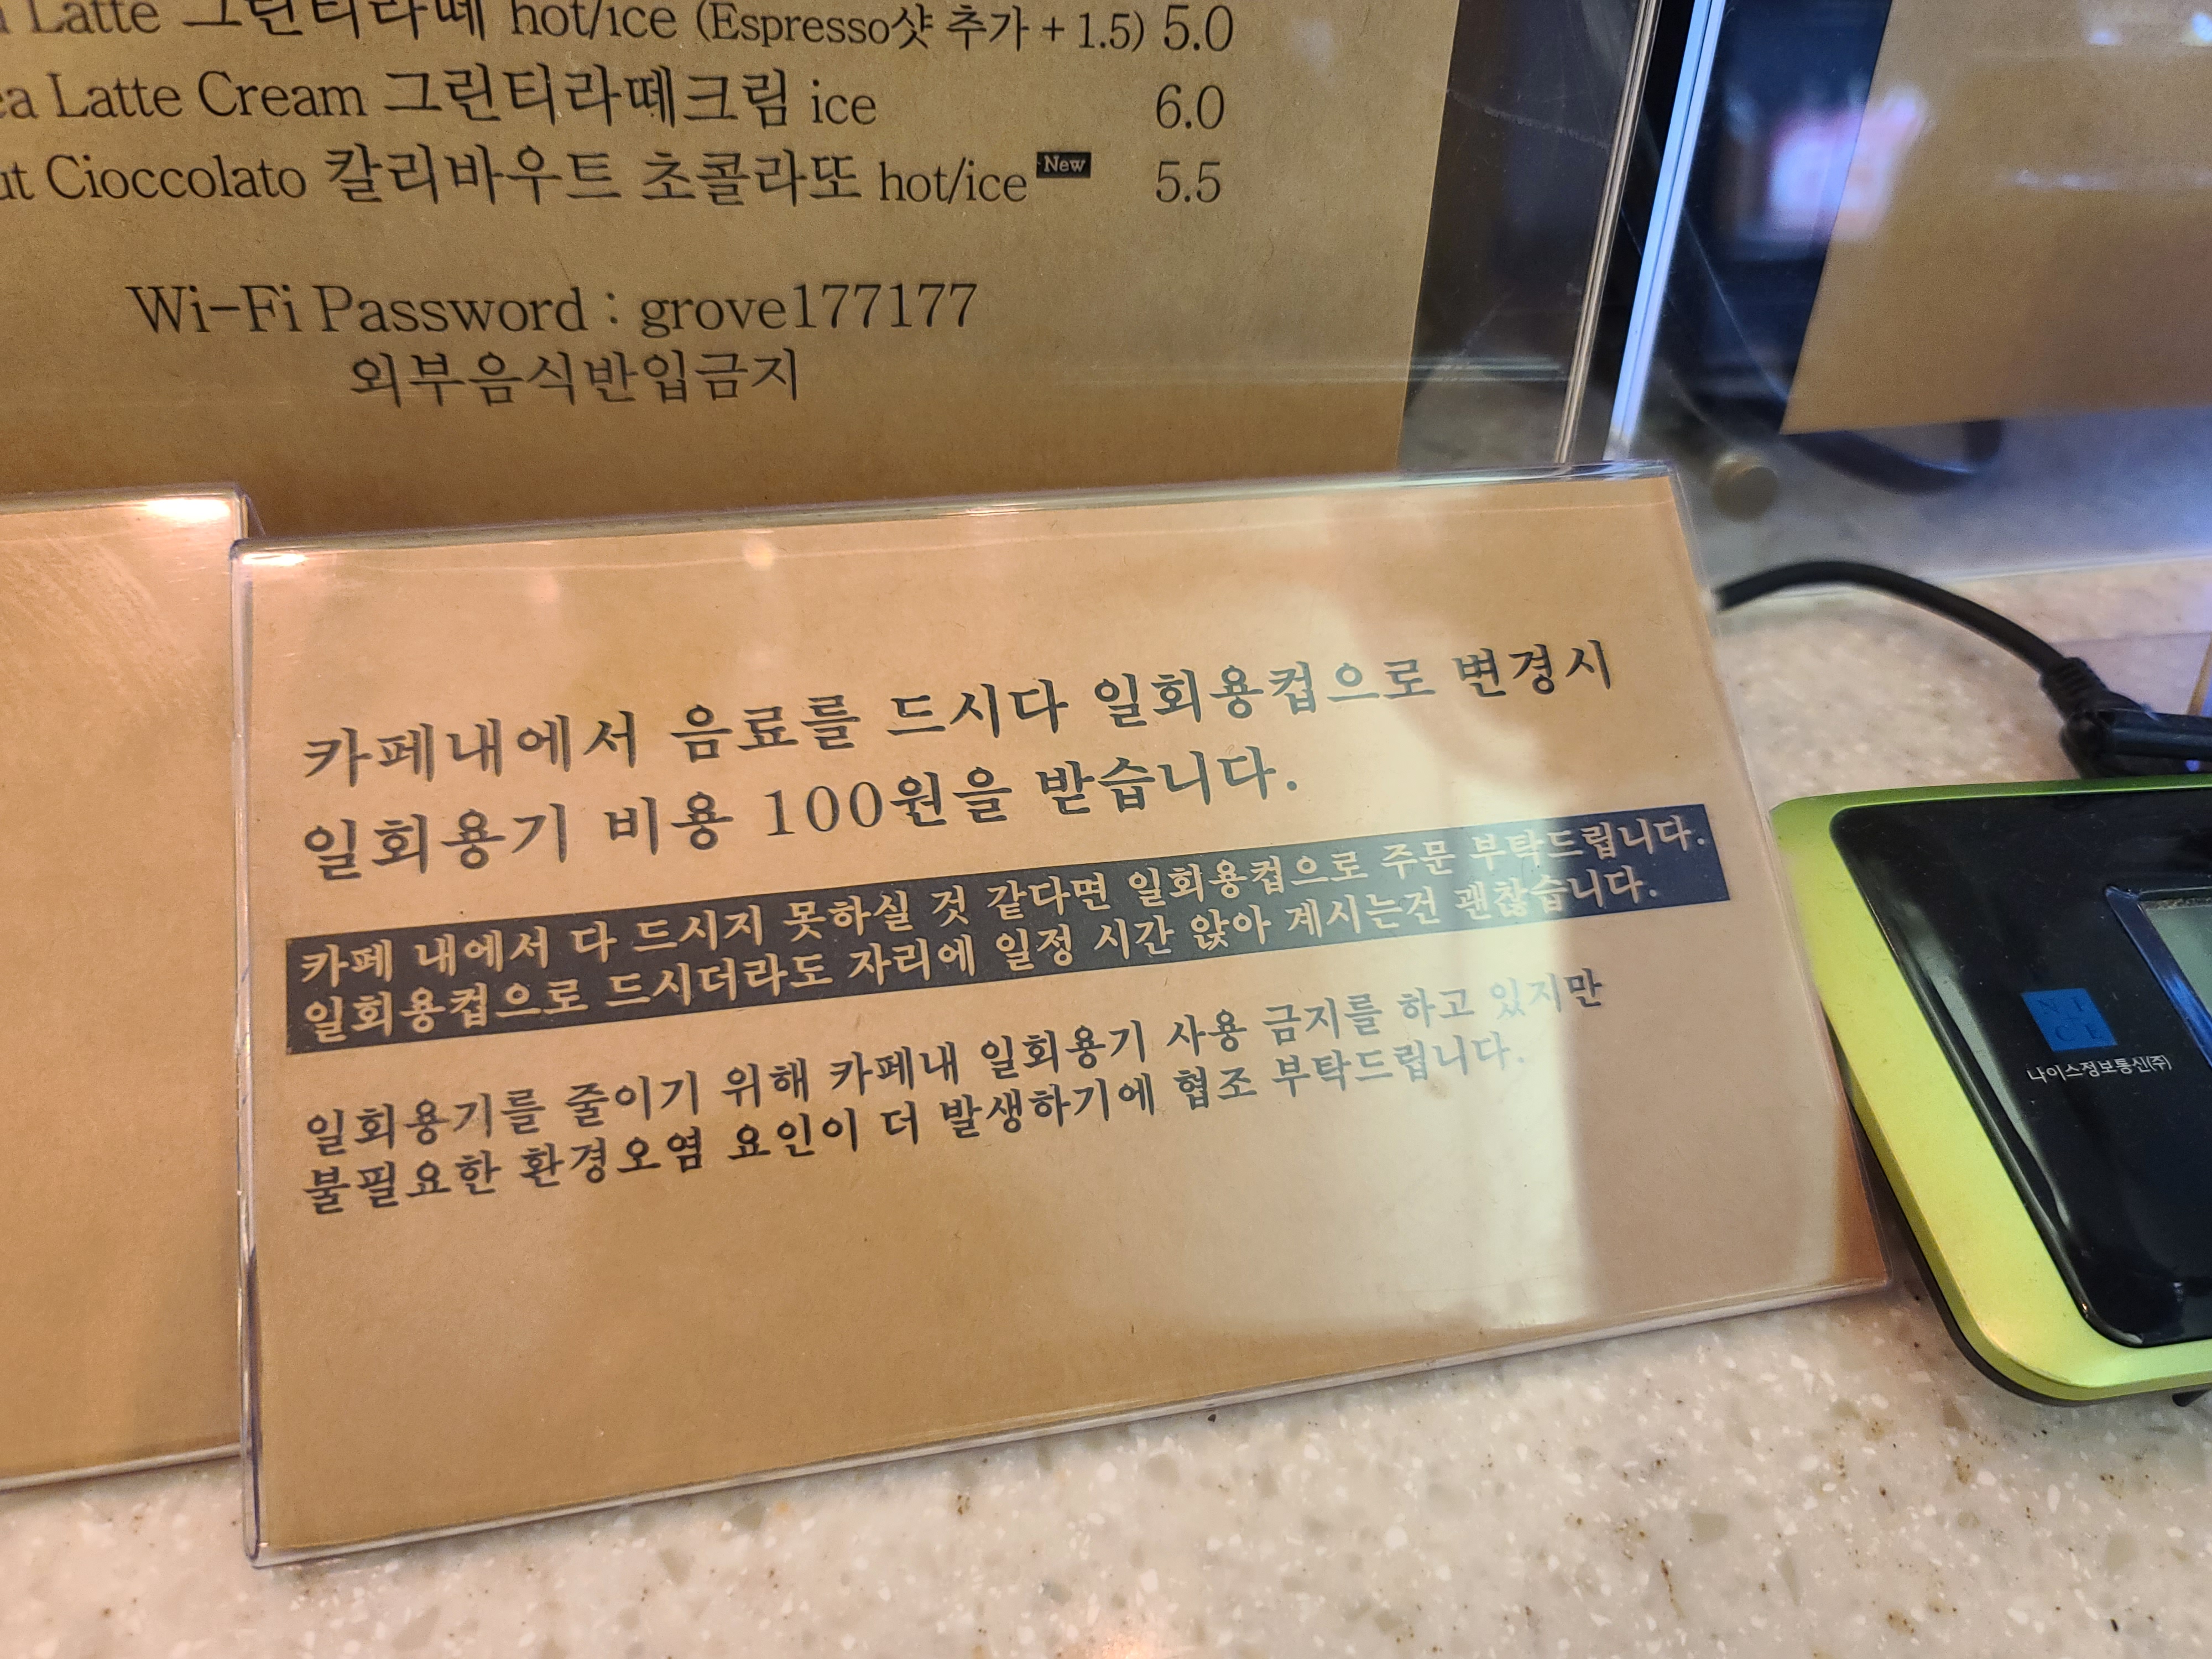 Latte 그린티라떼 hot/ice (Espresso샷 추가 + 1.5) 5.0
Latte Cream 그린티라떼크림 ice 6.0
Cioccolato 칼리바우트 초콜라또 hot/ice New 5.5
Wi-Fi Password : grove177177
외부음식반입금지
카페내에서 음료를 드시다 일회용컵으로 변경시
일회용기 비용 100원을 받습니다.
카페 내에서 다 드시지 못하실 것 같다면 일회용컵으로 주문 부탁드립니다.
일회용컵으로 드시더라도 자리에 일정 시간 앉아 계시는건 괜찮습니다.
일회용기를 줄이기 위해 카페내 일회용기 사용 금지를 하고 있지만
불필요한 환경오염 요인이 더 발생하기에 협조 부탁드립니다.
NI
CE
나이스정보통신(주)